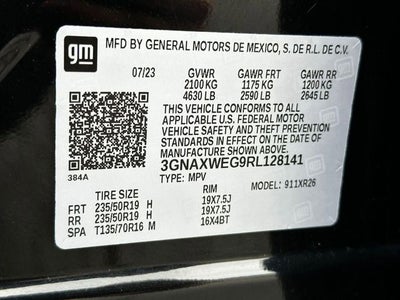 gm
MFD BY GENERAL MOTORS DE MEXICO, S. DE R.L. DE C.V.
07/23 GVWR GAWR FRT GAWR RR
2100 KG 1175 KG 1200 KG
4630 LB 2590 LB 2645 LB
THIS VEHICLE CONFORMS TO ALL
APPLICABLE U.S. FEDERAL MOTOR
VEHICLE SAFETY AND THEFT PREVENTION
STANDARDS IN EFFECT ON THE DATE OF
MANUFACTURE SHOWN ABOVE.
384A 3GNAXWEG9RL128141
TYPE: MPV MODEL: 911XR26
TIRE SIZE RIM
FRT 235/50R19 H 19X7.5J
RR 235/50R19 H 19X7.5J
SPA T135/70R16 M 16X4BT